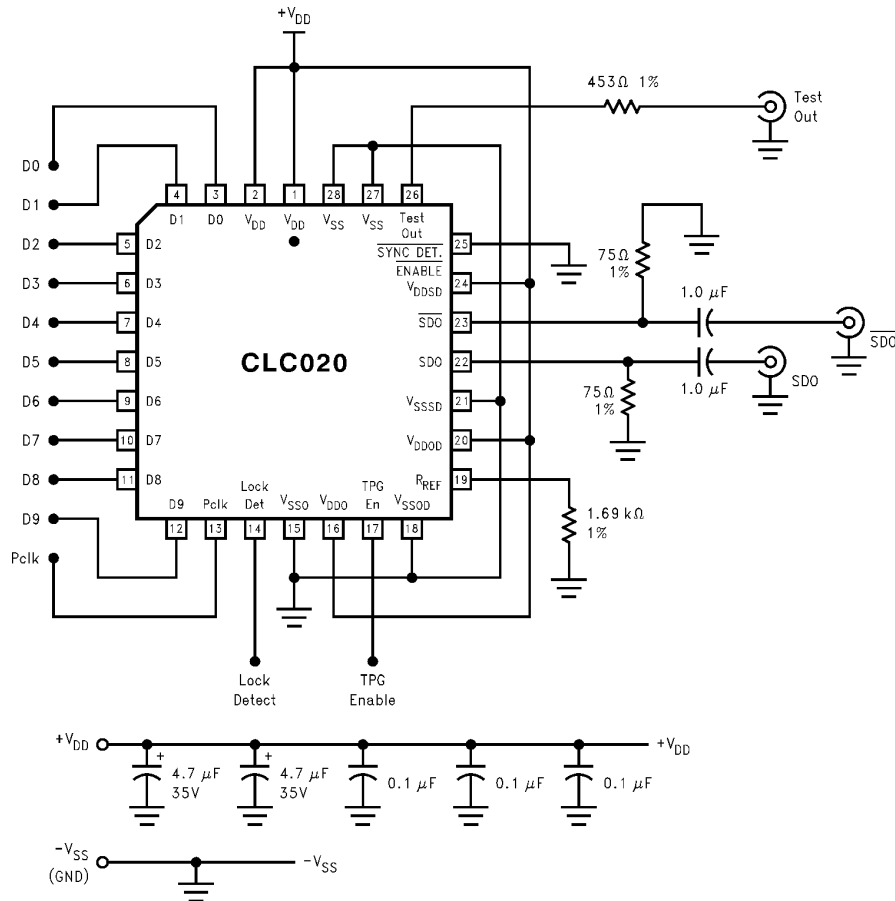 +VDD
453Ω 1%
Test
Out
D0
D1
D2
D3
D4
D5
D6
D7
D8
D9
Pclk
4
3
2
1
28
27
26
D1
D0
VDD
VDD
VSS
VSS
Test
Out
5
D2
6
D3
7
D4
8
D5
9
D6
10
D7
11
D8
CLC020
SYNC DET.
ENABLE
25
VDDSD
24
SDO
23
SDO
22
VSSSD
21
VDDOD
20
RREF
19
D9
Pclk
Lock
Det
VSSO
VDDO
TPG
En
VSSOD
12
13
14
15
16
17
18
75Ω
1%
1.0 μF
SDO
75Ω
1%
1.0 μF
SDO
1.69 kΩ
1%
Lock
Detect
TPG
Enable
+VDD
+
4.7 μF
35V
+
4.7 μF
35V
0.1 μF
0.1 μF
0.1 μF
+VDD
-VSS
(GND)
-VSS